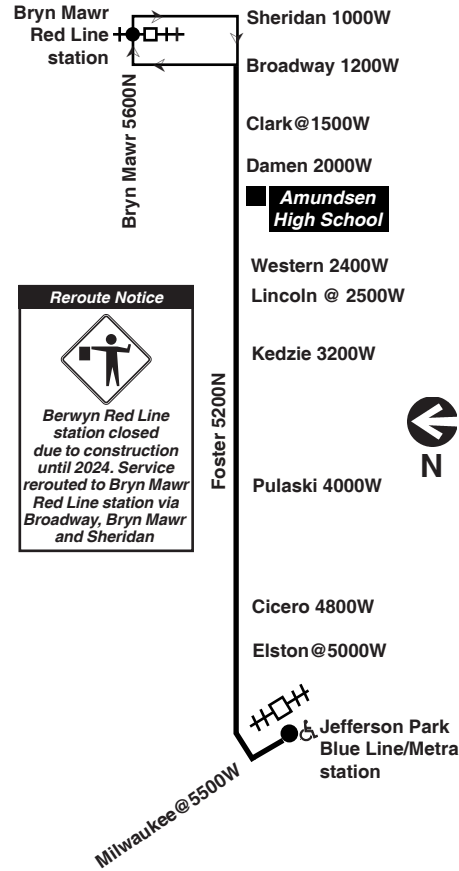 Bryn Mawr
Red Line
station
Sheridan 1000W
Broadway 1200W
Bryn Mawr 5600N
Clark@1500W
Damen 2000W
Amundsen
High School
Western 2400W
Lincoln @ 2500W
Kedzie 3200W
Reroute Notice
Berwyn Red Line
station closed
due to construction
until 2024. Service
rerouted to Bryn Mawr
Red Line station via
Broadway, Bryn Mawr
and Sheridan
Foster 5200N
N
Pulaski 4000W
Cicero 4800W
Elston@5000W
Jefferson Park
Blue Line/Metra
station
Milwaukee@5500W